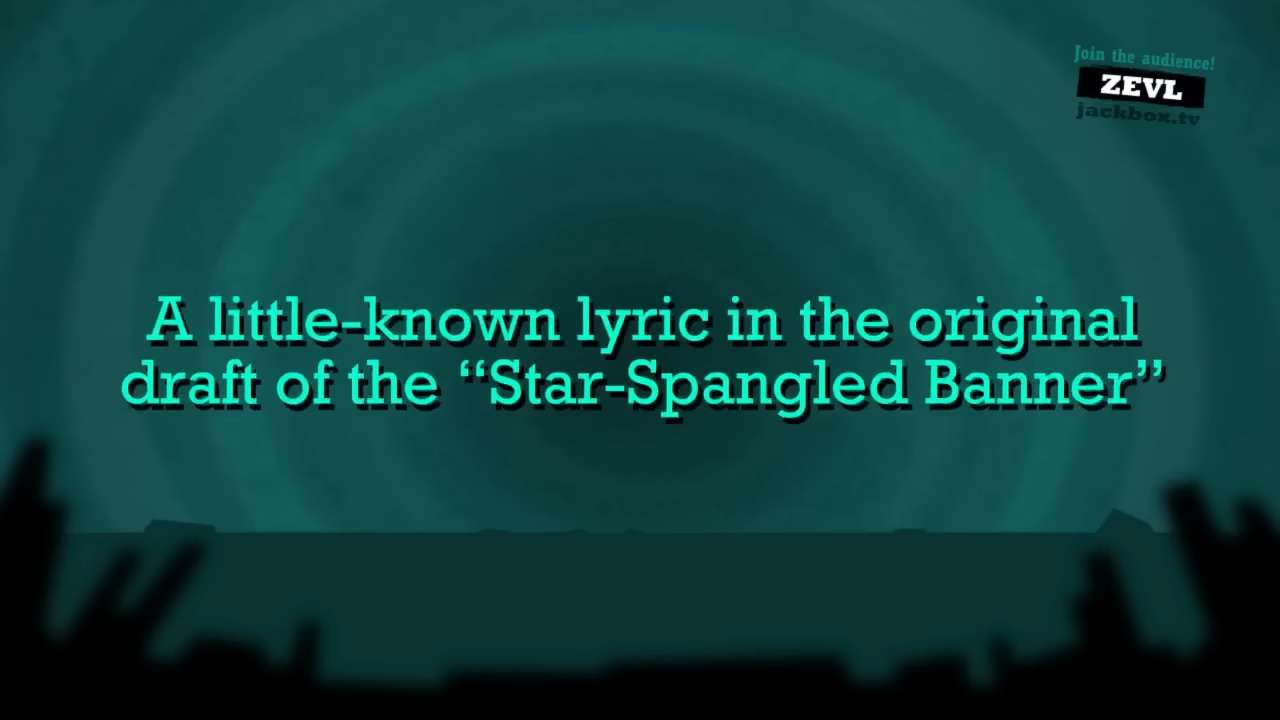 Join the audience!
ZEVL
jackbox.tv
A little-known lyric in the original
draft of the “Star-Spangled Banner”